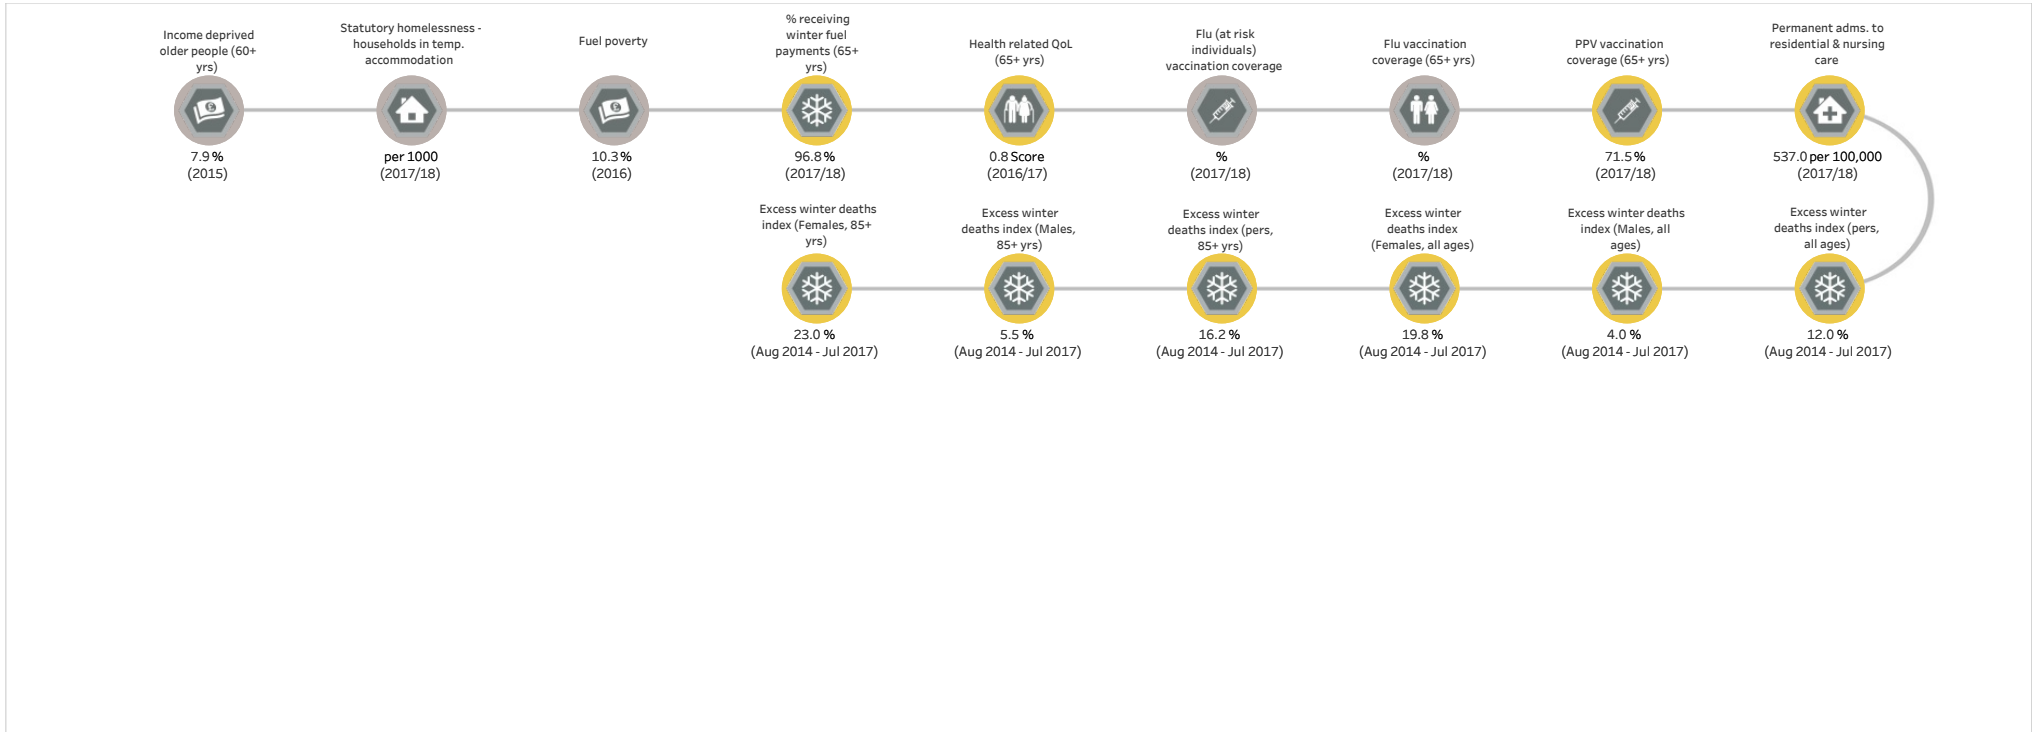 Income deprived
older people (60+
yrs)
7.9 %
(2015)
Statutory homelessness -
households in temp.
accommodation
per 1000
(2017/18)
Fuel poverty
10.3 %
(2016)
% receiving
winter fuel
payments (65+
yrs)
96.8 %
(2017/18)
Health related QoL
(65+ yrs)
0.8 Score
(2016/17)
Flu (at risk
individuals)
vaccination coverage
%
(2017/18)
Flu vaccination
coverage (65+ yrs)
%
(2017/18)
PPV vaccination
coverage (65+ yrs)
71.5 %
(2017/18)
Permanent adms. to
residential & nursing
care
537.0 per 100,000
(2017/18)
Excess winter deaths
index (Females, 85+
yrs)
23.0 %
(Aug 2014 - Jul 2017)
Excess winter
deaths index (Males,
85+ yrs)
5.5 %
(Aug 2014 - Jul 2017)
Excess winter
deaths index (pers,
85+ yrs)
16.2 %
(Aug 2014 - Jul 2017)
Excess winter
deaths index
(Females, all ages)
19.8 %
(Aug 2014 - Jul 2017)
Excess winter deaths
index (Males, all
ages)
4.0 %
(Aug 2014 - Jul 2017)
Excess winter
deaths index (pers,
all ages)
12.0 %
(Aug 2014 - Jul 2017)